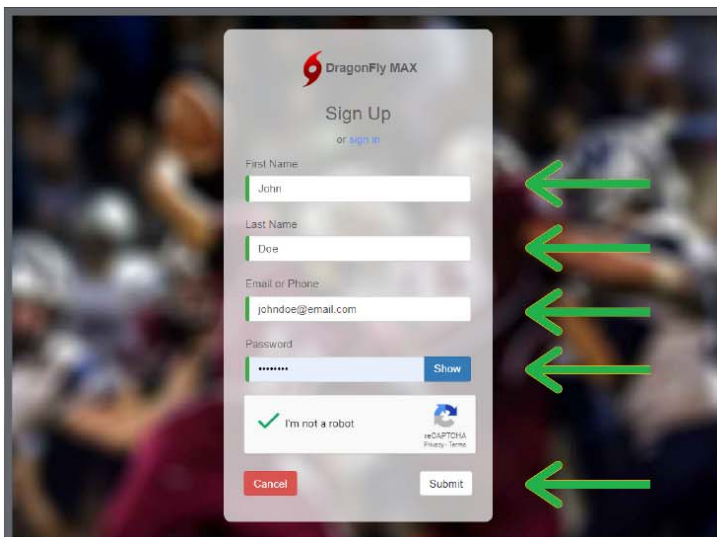 DragonFly MAX
Sign Up
or sign in
First Name
John
Last Name
Doe
Email or Phone
johndoe@email.com
Password
••••••••
Show
I'm not a robot
reCAPTCHA
Privacy - Terms
Cancel
Submit